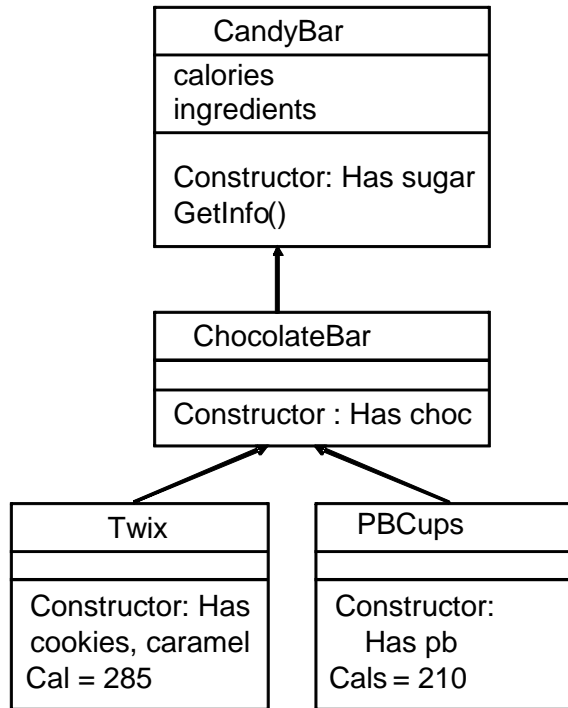 CandyBar
calories
ingredients
Constructor: Has sugar
GetInfo()
ChocolateBar
Constructor : Has choc
Twix
Constructor: Has
cookies, caramel
Cal = 285
PBCups
Constructor:
Has pb
Cals = 210